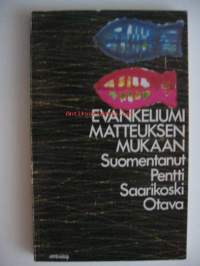 EVANKELIUMI
MATTEUKSEN
MUKAAN
Suomentanut
Pentti
Saarikoski
Otava